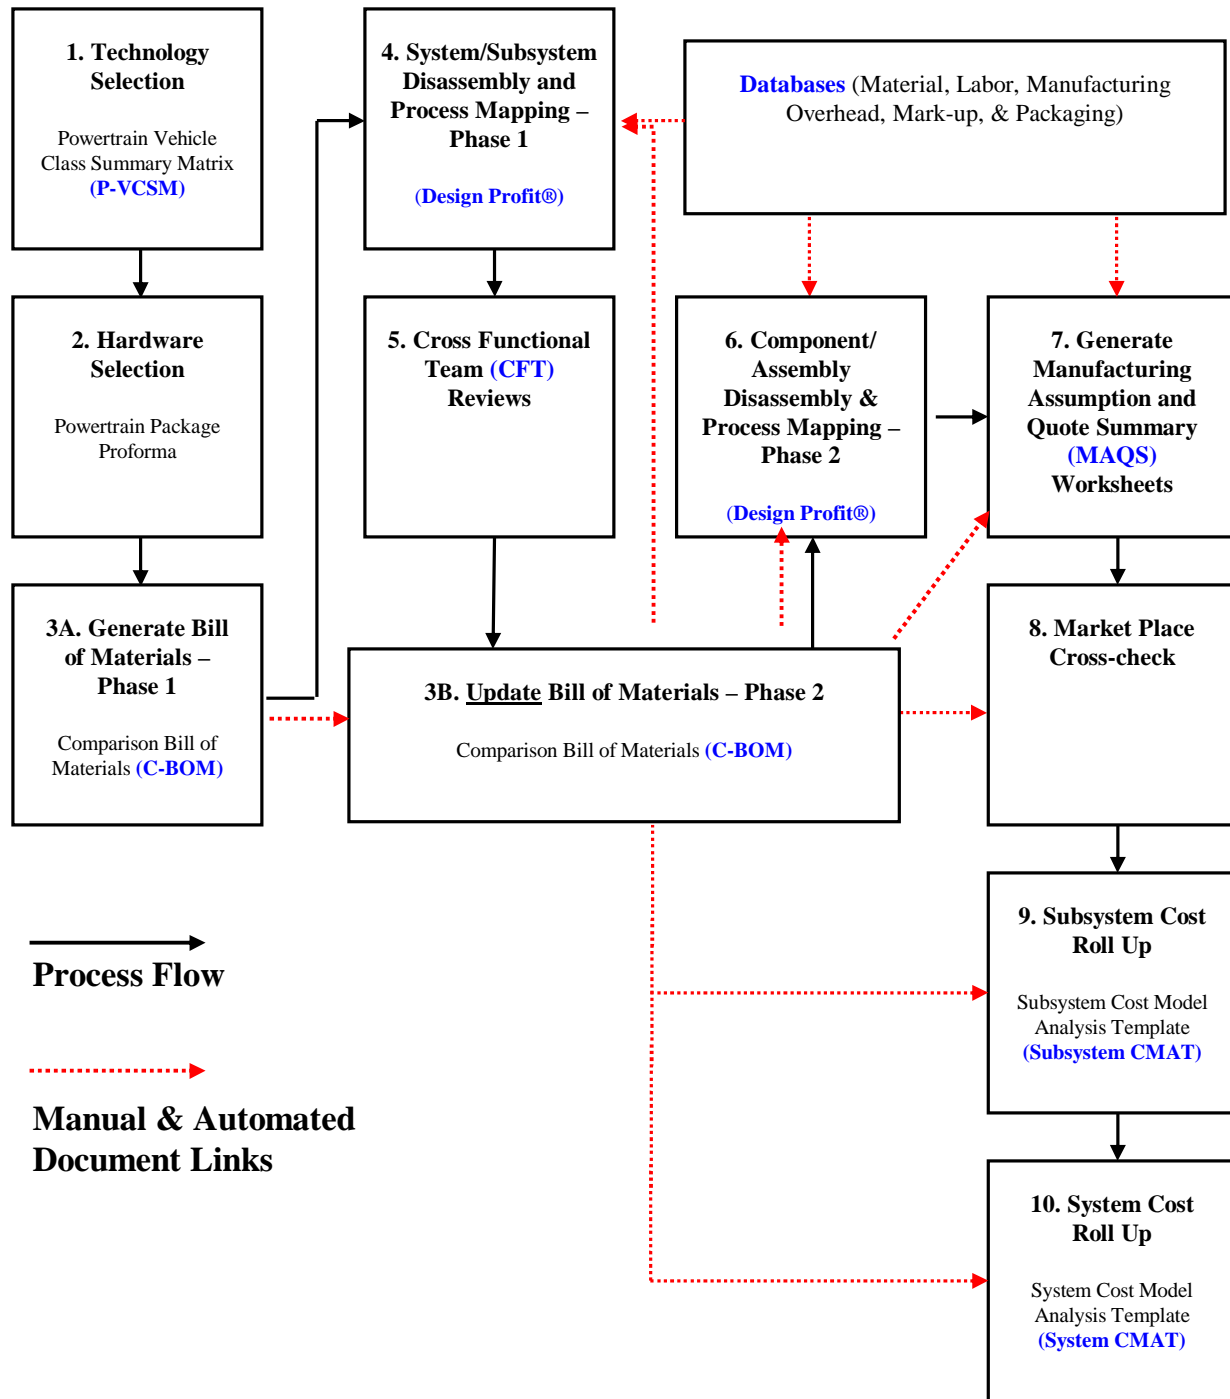 1. Technology
Selection
Powertrain Vehicle
Class Summary Matrix
(P-VCSM)
4. System/Subsystem
Disassembly and
Process Mapping –
Phase 1
(Design Profit®)
Databases (Material, Labor, Manufacturing
Overhead, Mark-up, & Packaging)
2. Hardware
Selection
Powertrain Package
Proforma
5. Cross Functional
Team (CFT)
Reviews
6. Component/
Assembly
Disassembly &
Process Mapping –
Phase 2
(Design Profit®)
7. Generate
Manufacturing
Assumption and
Quote Summary
(MAQS)
Worksheets
3A. Generate Bill
of Materials –
Phase 1
Comparison Bill of
Materials (C-BOM)
3B. Update Bill of Materials – Phase 2
Comparison Bill of Materials (C-BOM)
8. Market Place
Cross-check
Process Flow
Manual & Automated
Document Links
9. Subsystem Cost
Roll Up
Subsystem Cost Model
Analysis Template
(Subsystem CMAT)
10. System Cost
Roll Up
System Cost Model
Analysis Template
(System CMAT)